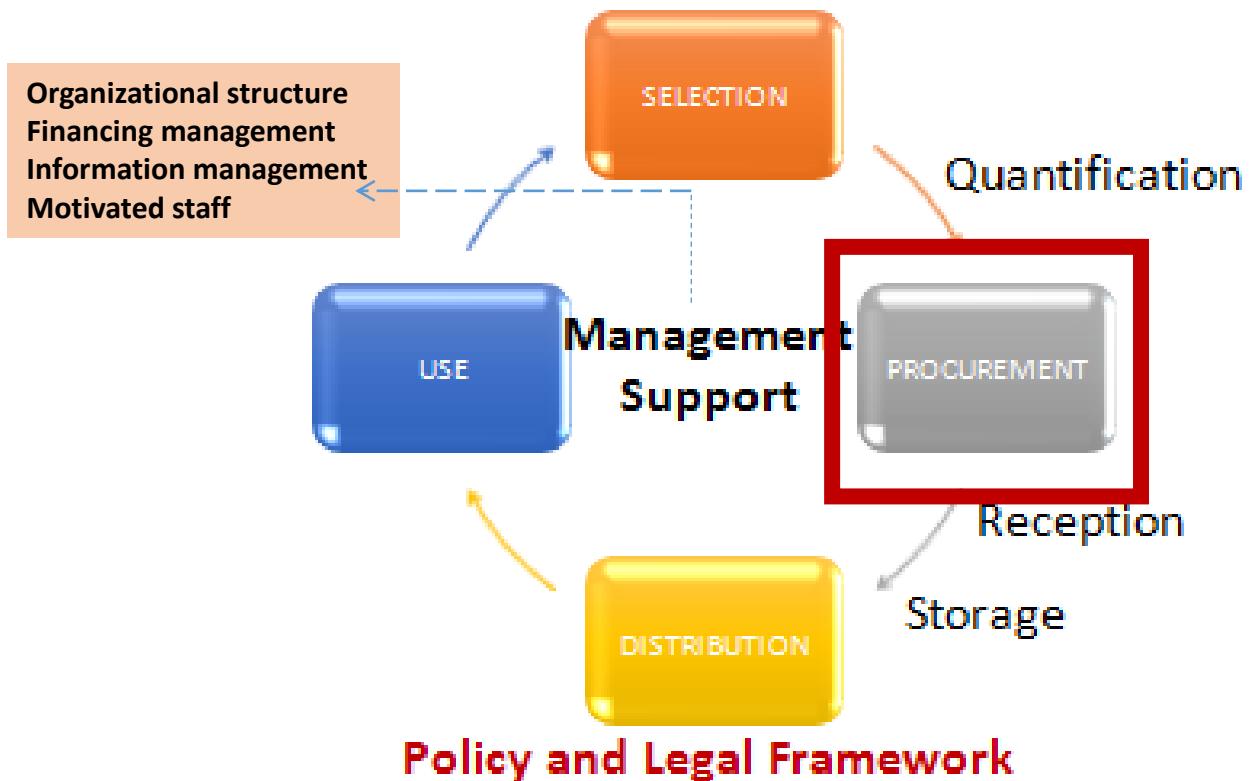 SELECTION
Organizational structure
Financing management
Information management
Motivated staff
Quantification
Management
Support
USE
PROCUREMENT
Reception
Storage
DISTRIBUTION
Policy and Legal Framework